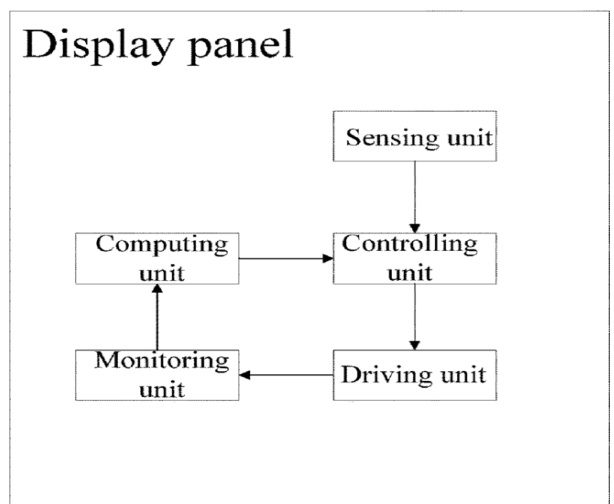 Display panel
Sensing unit
Computing
unit
Controlling
unit
Monitoring
unit
Driving unit